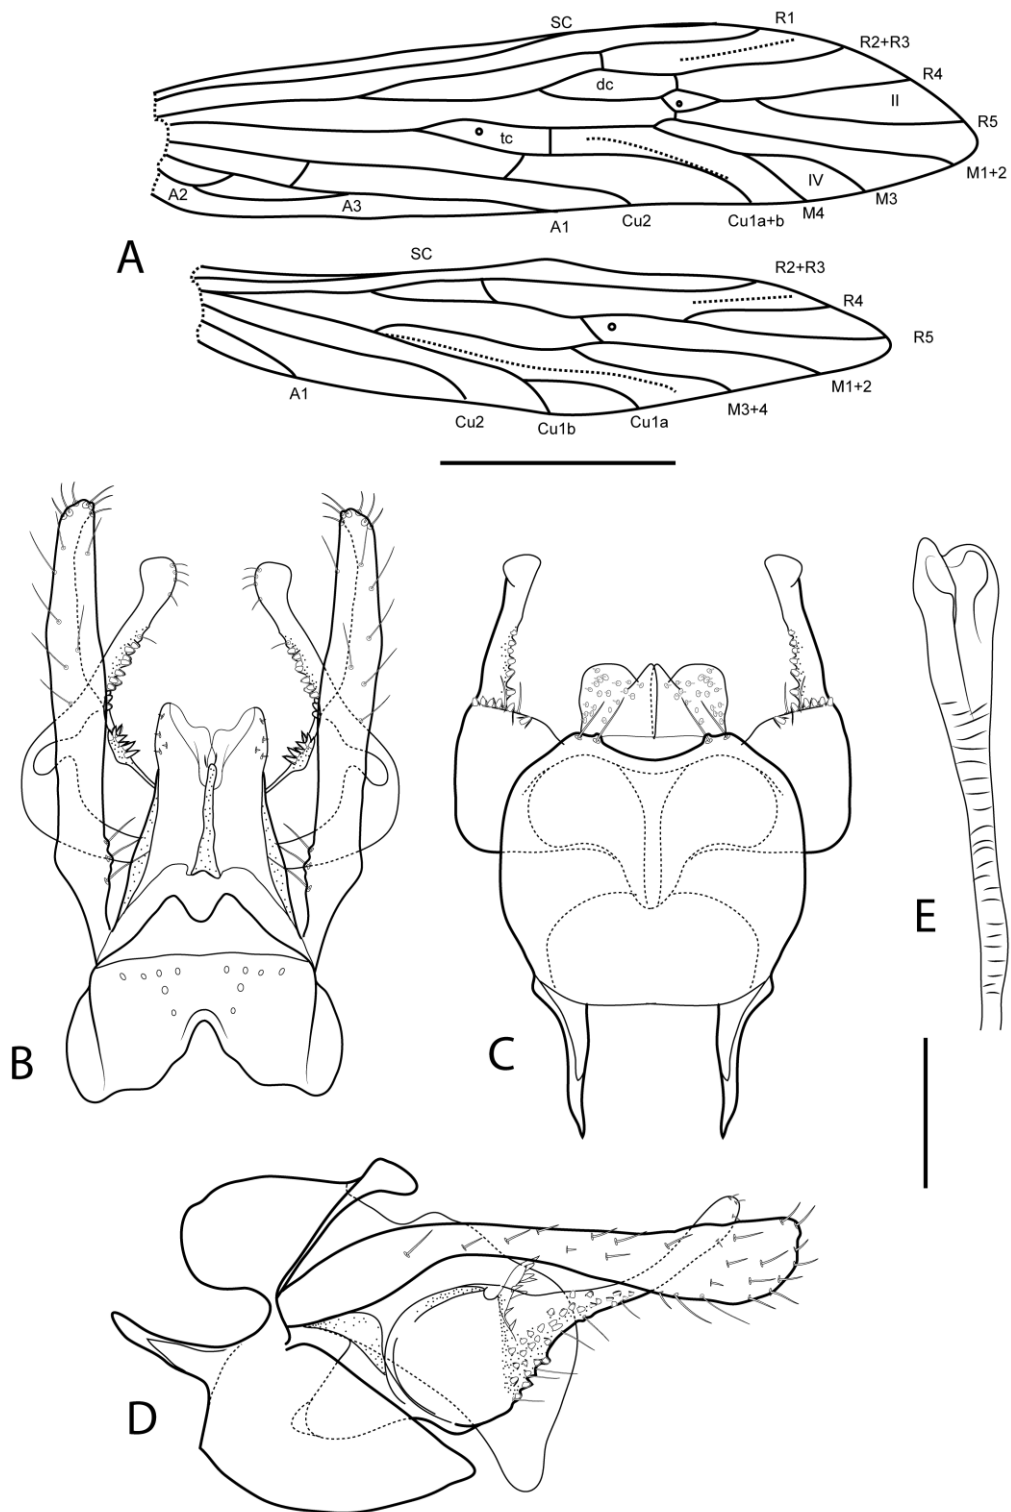 SC
R1
R2+R3
R4
dc
II
R5
tc
M1+2
IV
A2
A3
M3
M4
A1
Cu2
Cu1a+b
A
SC
R2+R3
R4
R5
A1
M1+2
M3+4
Cu2
Cu1b
Cu1a
E
B
C
D